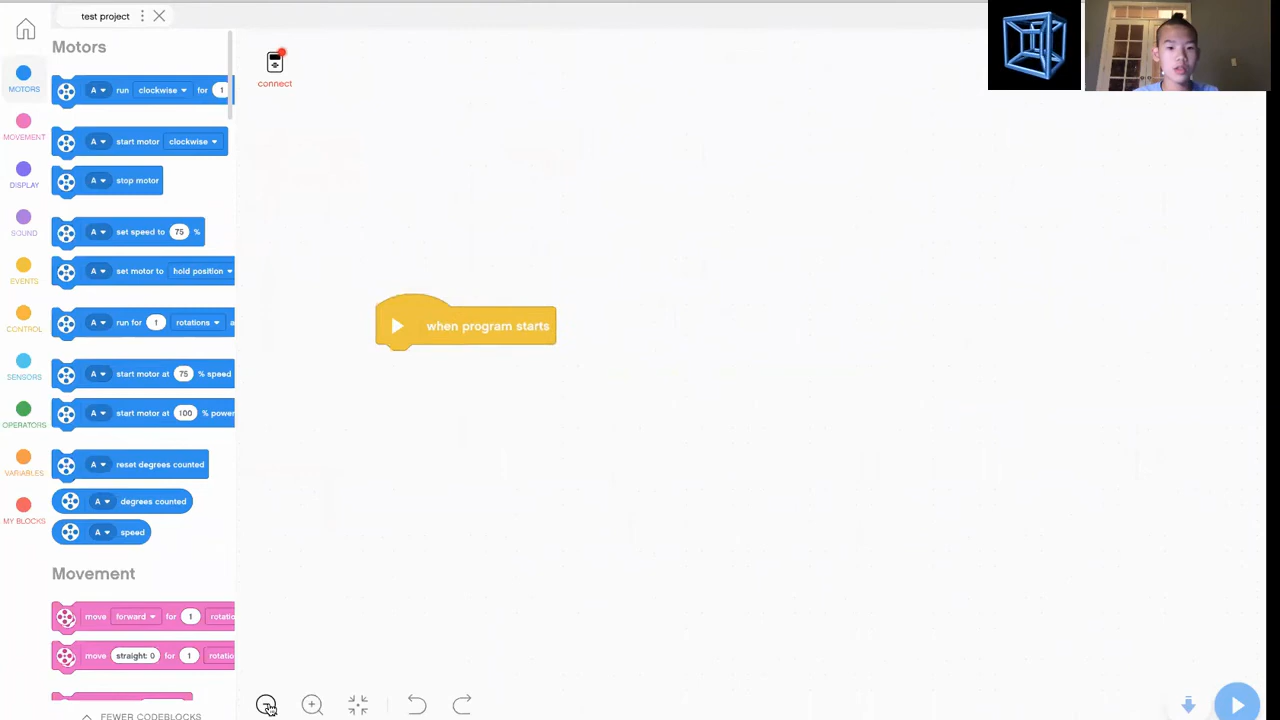 test project
Motors
connect
MOTORS
A run clockwise for 1
A start motor clockwise
MOVEMENT
A stop motor
DISPLAY
SOUND
A set speed to 75 %
A set motor to hold position
EVENTS
CONTROL
A run for 1 rotations a
when program starts
SENSORS
A start motor at 75 % speed
OPERATORS
A start motor at 100 % power
VARIABLES
A reset degrees counted
MY BLOCKS
A degrees counted
A speed
Movement
move forward for 1 rotatio
move straight: 0 for 1 rotatio
FEWER CODEBLOCKS